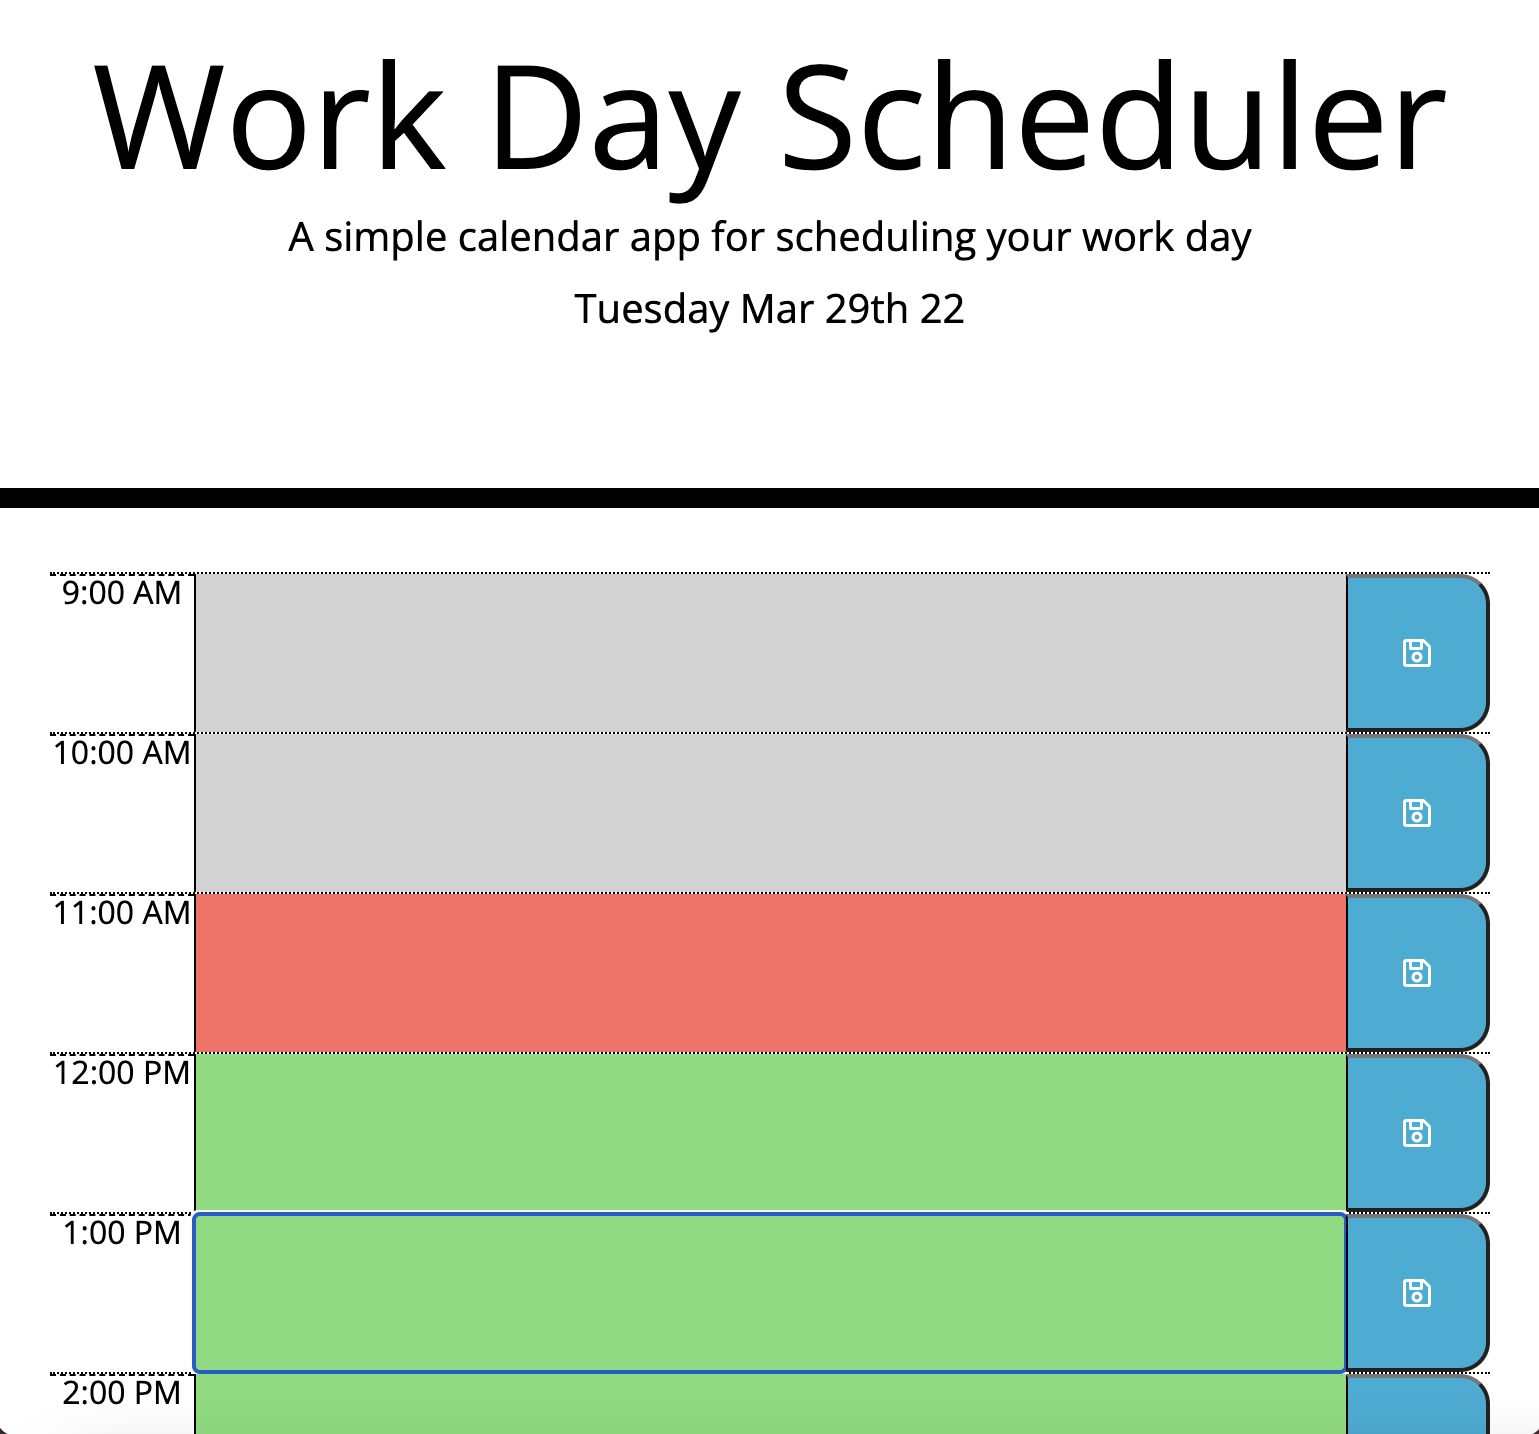 Work Day Scheduler
A simple calendar app for scheduling your work day
Tuesday Mar 29th 22
9:00 AM
10:00 AM
11:00 AM
12:00 PM
1:00 PM
2:00 PM